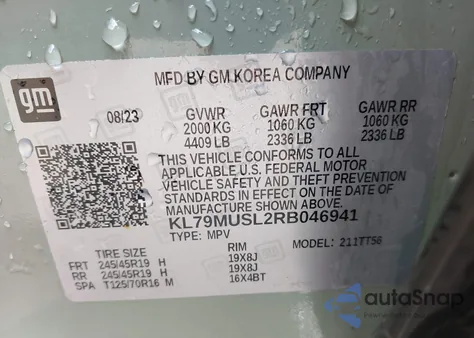 MFD BY GM KOREA COMPANY
gm
08/23 GVWR GAWR FRT GAWR RR
2000 KG 1060 KG 1060 KG
4409 LB 2336 LB 2336 LB
THIS VEHICLE CONFORMS TO ALL
APPLICABLE U.S. FEDERAL MOTOR
VEHICLE SAFETY AND THEFT PREVENTION
STANDARDS IN EFFECT ON THE DATE OF
MANUFACTURE SHOWN ABOVE.
KL79MUSL2RB046941
TYPE: MPV MODEL: 211TT56
TIRE SIZE RIM
FRT 245/45R19 H 19X8J
RR 245/45R19 H 19X8J
SPA T125/70R16 M 16X4BT
autoSnap